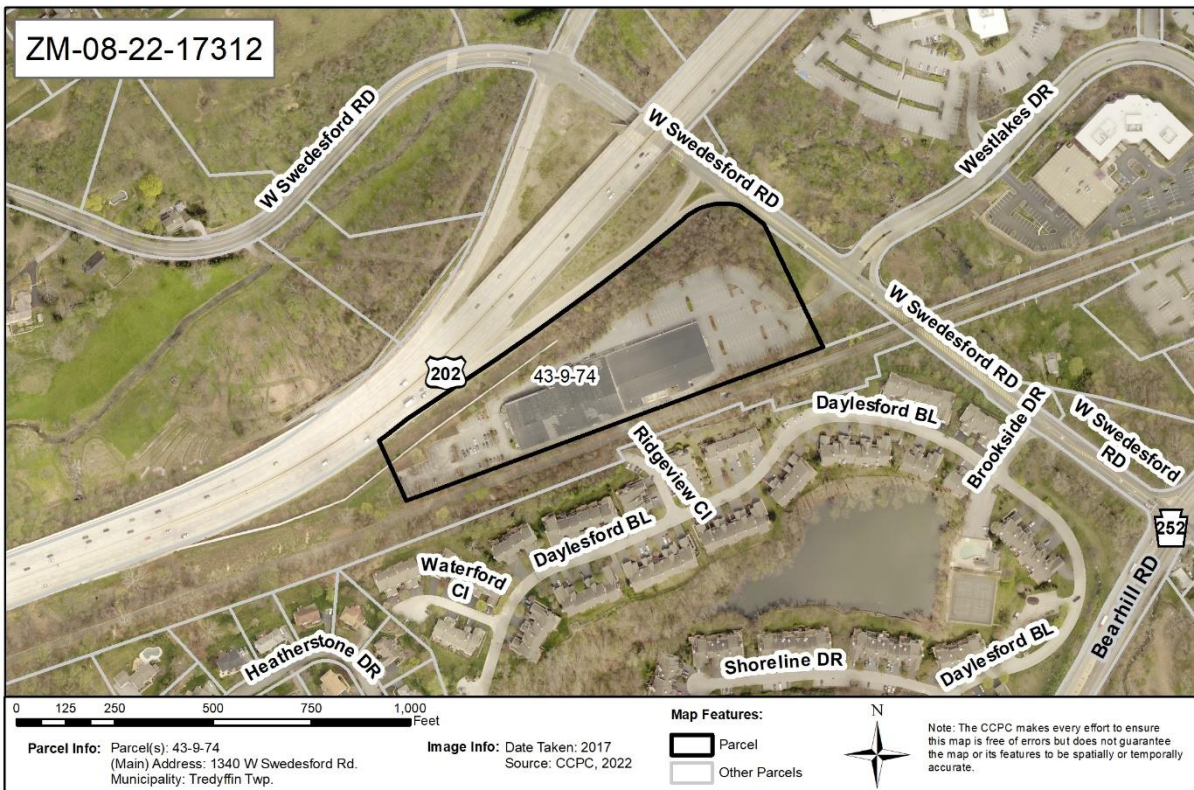 ZM-08-22-17312
W Swedesford RD
W Swedesford RD
Westlakes DR
202
43-9-74
W Swedesford RD
Daylesford BL
Brookside DR
W Swedesford
RD
Ridgeview CI
252
Daylesford BL
Waterford
CI
Bearhill RD
Heatherstone DR
Shoreline DR
Daylesford BL
0 125 250 500 750 1,000
Feet
Parcel Info: Parcel(s): 43-9-74
(Main) Address: 1340 W Swedesford Rd.
Municipality: Tredyffin Twp.
Image Info: Date Taken: 2017
Source: CCPC, 2022
Map Features:
Parcel
Other Parcels
N
Note: The CCPC makes every effort to ensure
this map is free of errors but does not guarantee
the map or its features to be spatially or temporally
accurate.